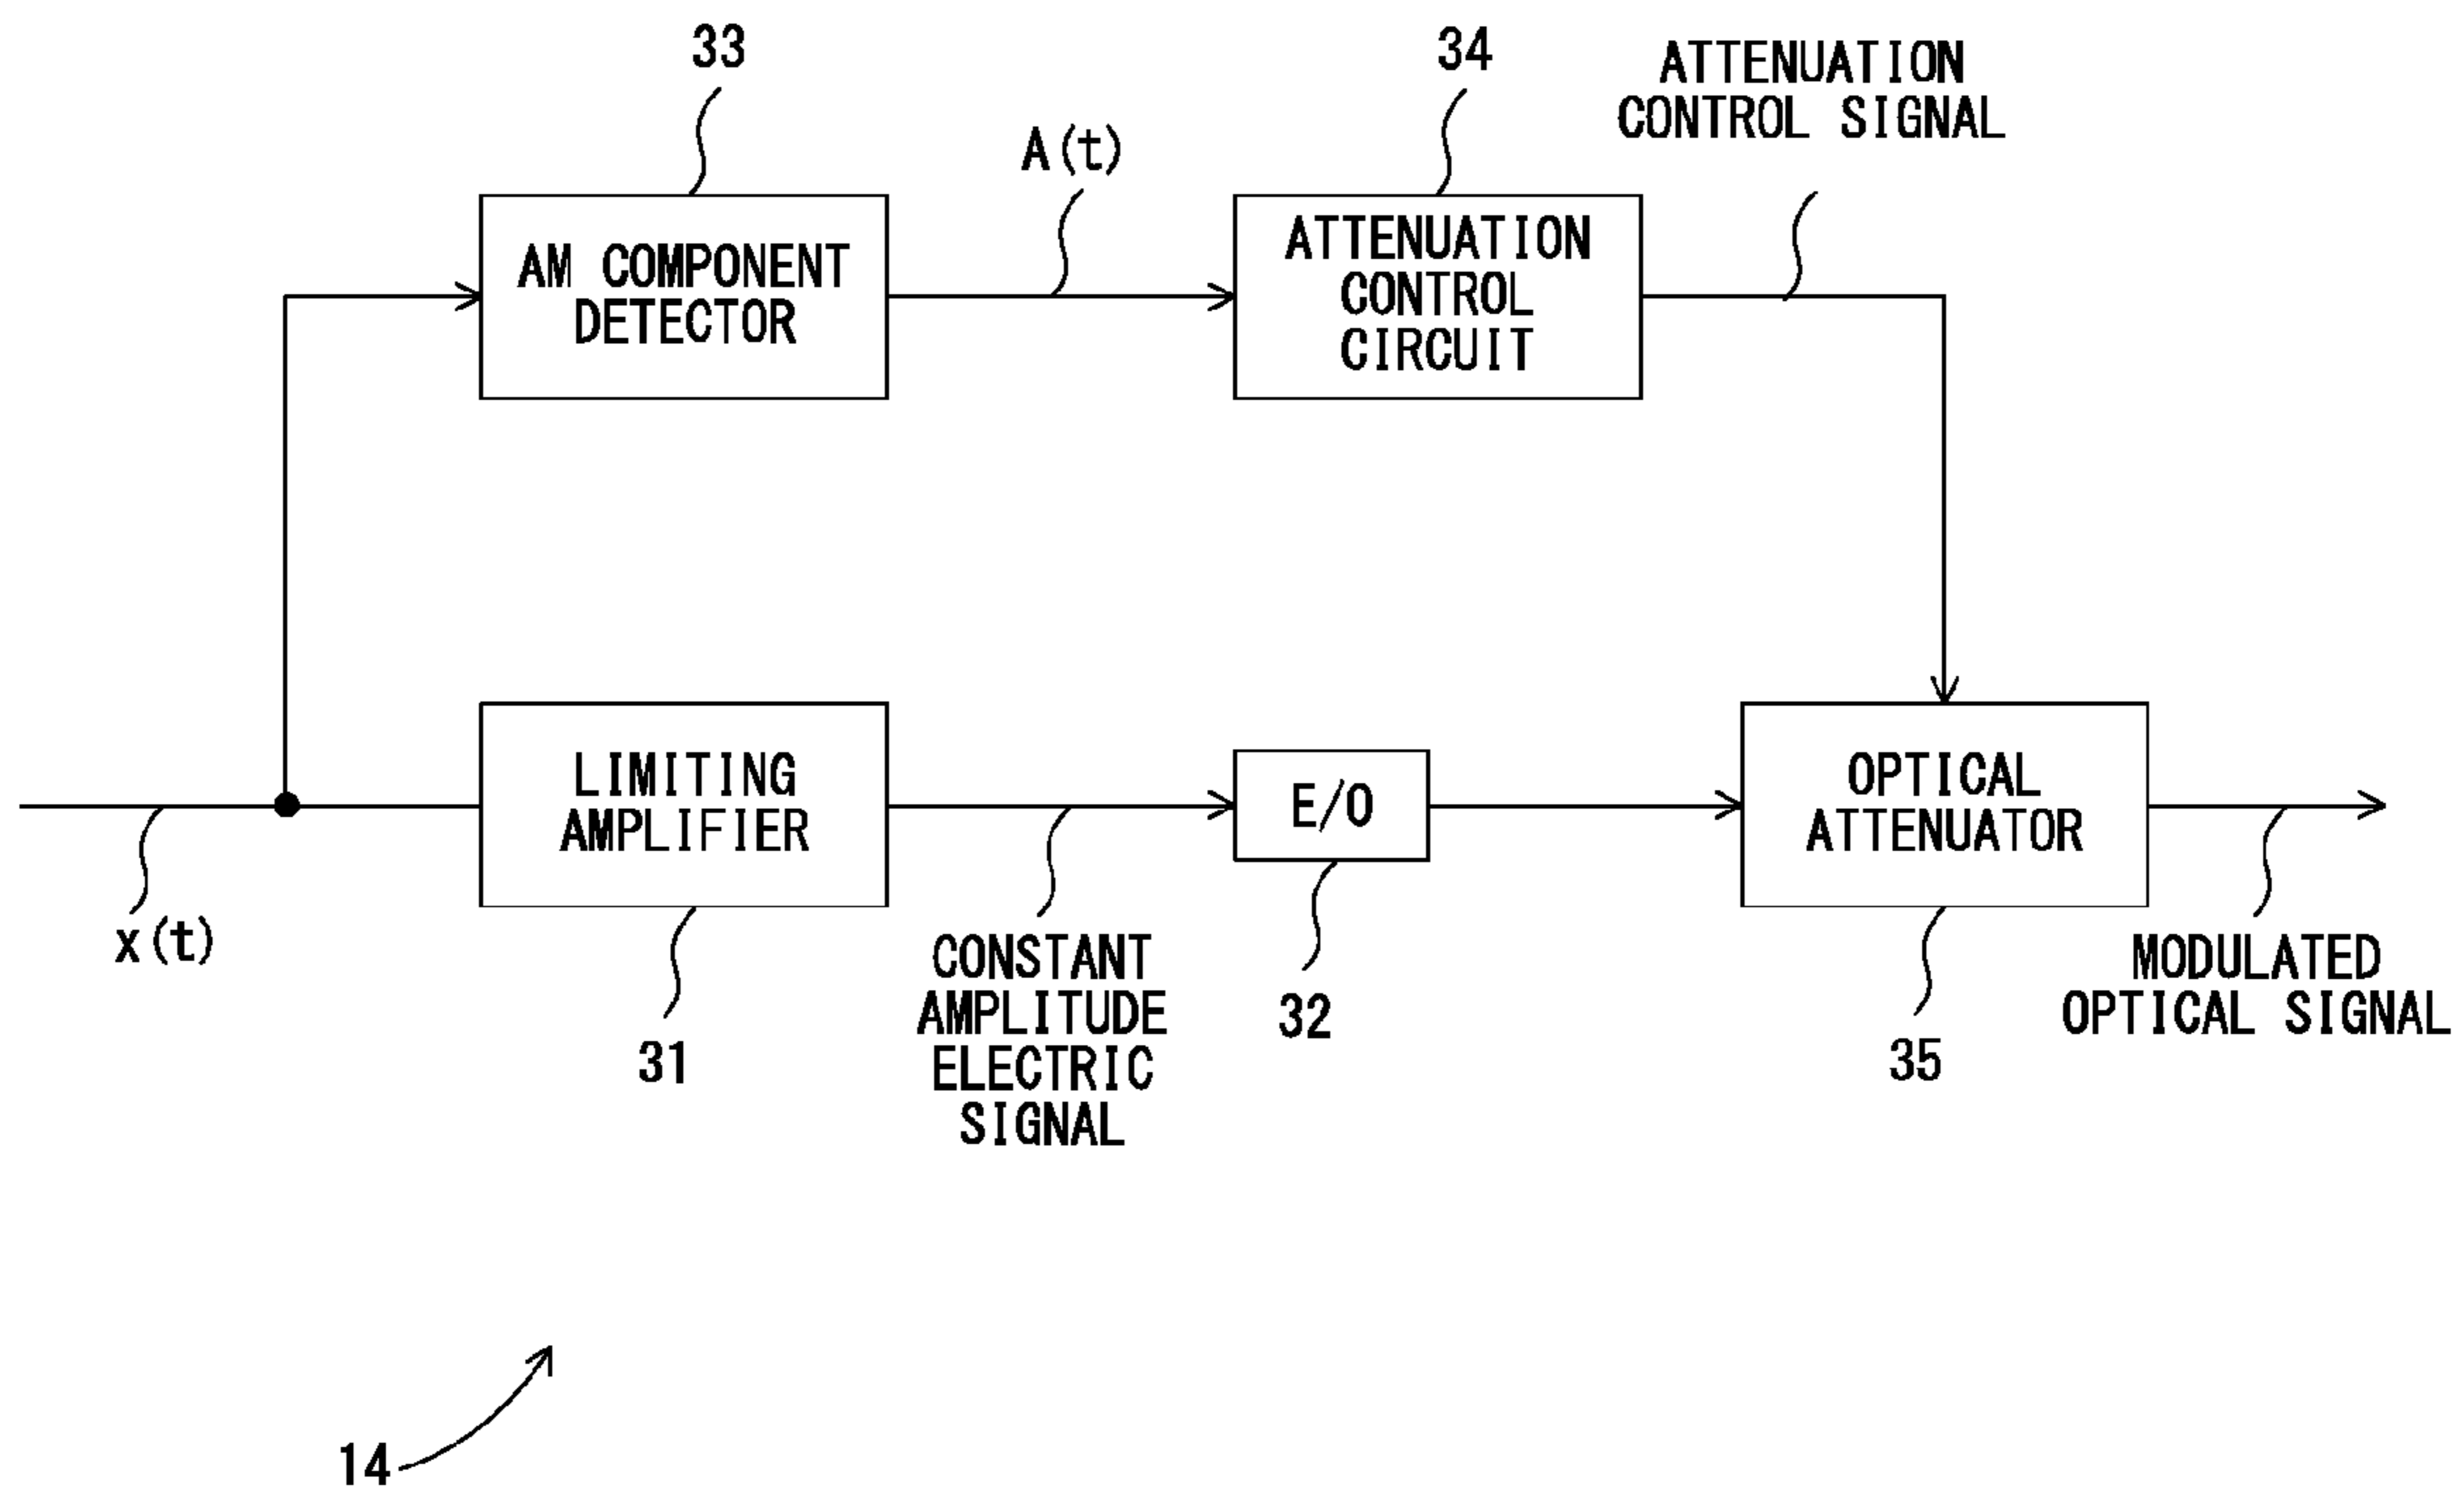 33
34
ATTENUATION
CONTROL SIGNAL
A(t)
AM COMPONENT
DETECTOR
ATTENUATION
CONTROL
CIRCUIT
LIMITING
AMPLIFIER
E/O
OPTICAL
ATTENUATOR
x(t)
31
CONSTANT
AMPLITUDE
ELECTRIC
SIGNAL
32
35
MODULATED
OPTICAL SIGNAL
14